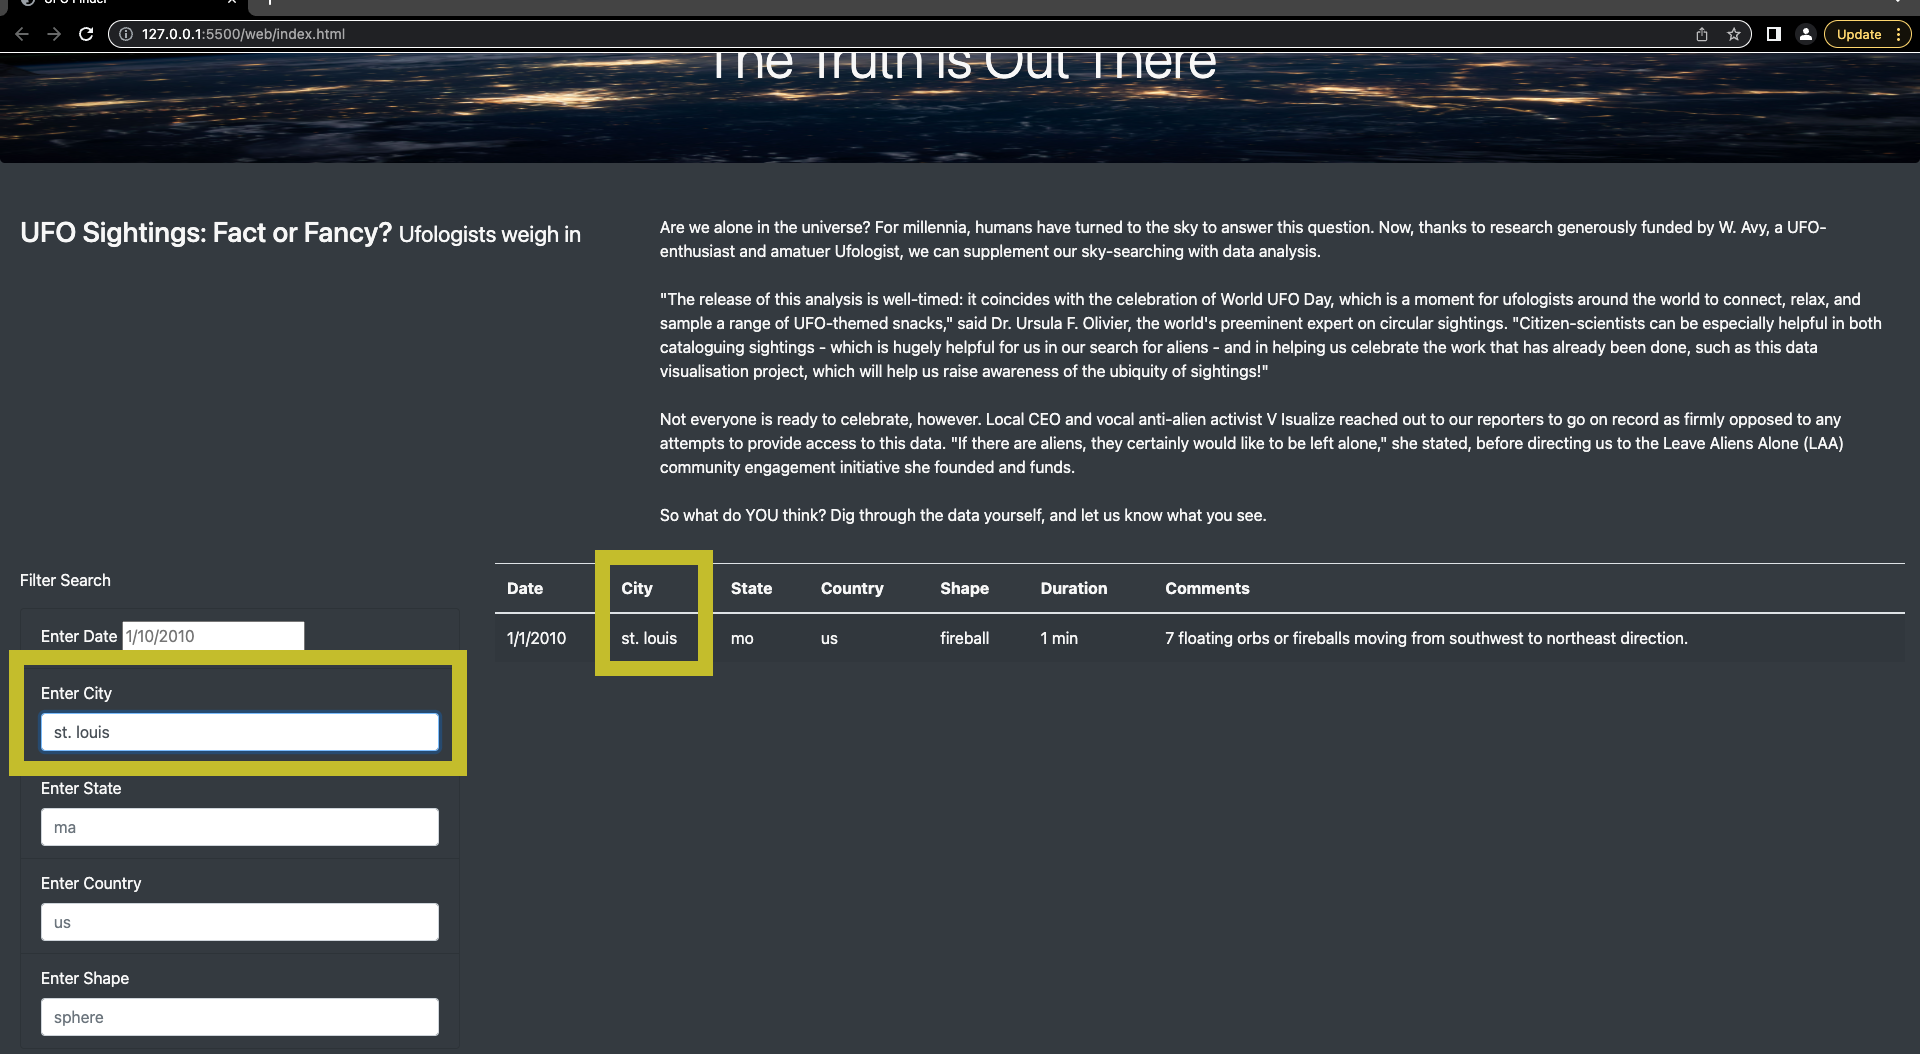 UFO Finder
127.0.0.1:5500/web/index.html
Update
The Truth Is Out There
UFO Sightings: Fact or Fancy? Ufologists weigh in
Are we alone in the universe? For millennia, humans have turned to the sky to answer this question. Now, thanks to research generously funded by W. Avy, a UFO-
enthusiast and amatuer Ufologist, we can supplement our sky-searching with data analysis.
"The release of this analysis is well-timed: it coincides with the celebration of World UFO Day, which is a moment for ufologists around the world to connect, relax, and
sample a range of UFO-themed snacks," said Dr. Ursula F. Olivier, the world's preeminent expert on circular sightings. "Citizen-scientists can be especially helpful in both
cataloguing sightings - which is hugely helpful for us in our search for aliens - and in helping us celebrate the work that has already been done, such as this data
visualisation project, which will help us raise awareness of the ubiquity of sightings!"
Not everyone is ready to celebrate, however. Local CEO and vocal anti-alien activist V Isualize reached out to our reporters to go on record as firmly opposed to any
attempts to provide access to this data. "If there are aliens, they certainly would like to be left alone," she stated, before directing us to the Leave Aliens Alone (LAA)
community engagement initiative she founded and funds.
So what do YOU think? Dig through the data yourself, and let us know what you see.
Filter Search
Enter Date 1/10/2010
Enter City
st. louis
Enter State
ma
Enter Country
us
Enter Shape
sphere
Date City State Country Shape Duration Comments
1/1/2010 st. louis mo us fireball 1 min 7 floating orbs or fireballs moving from southwest to northeast direction.